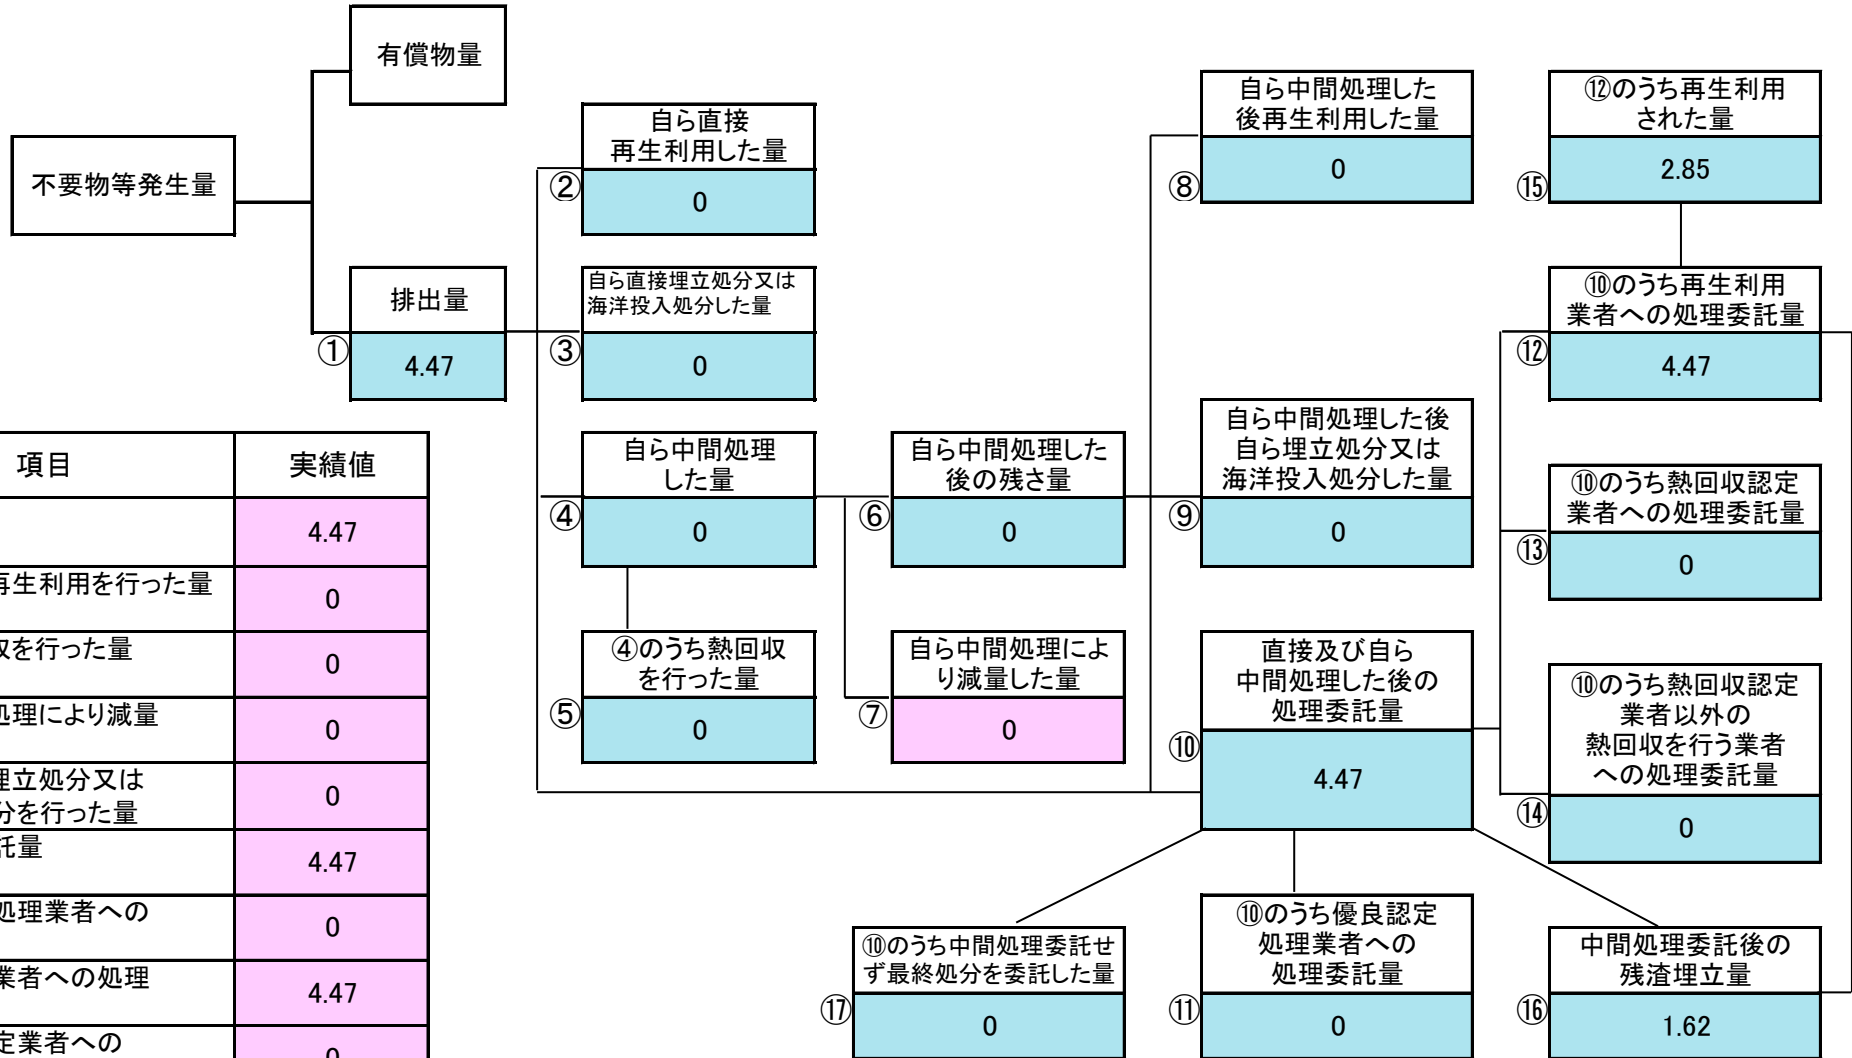 有償物量
不要物等発生量
排出量
①
4.47
自ら直接
再生利用した量
②
0
自ら直接埋立処分又は
海洋投入処分した量
③
0
自ら中間処理
した量
④
0
④のうち熱回収
を行った量
⑤
0
自ら中間処理した
後の残さ量
⑥
0
自ら中間処理によ
り減量した量
⑦
0
自ら中間処理した
後再生利用した量
⑧
0
自ら中間処理した後
自ら埋立処分又は
海洋投入処分した量
⑨
0
直接及び自ら
中間処理した後の
処理委託量
⑩
4.47
⑩のうち優良認定
処理業者への
処理委託量
⑪
0
⑫のうち再生利用
された量
⑮
2.85
⑩のうち再生利用
業者への処理委託量
⑫
4.47
⑩のうち熱回収認定
業者への処理委託量
⑬
0
⑩のうち熱回収認定
業者以外の
熱回収を行う業者
への処理委託量
⑭
0
⑩のうち中間処理委託せ
ず最終処分を委託した量
⑰
0
中間処理委託後の
残渣埋立量
⑯
1.62
項目 実績値
4.47
再生利用を行った量 0
を行った量 0
処理により減量 0
埋立処分又は
分を行った量 0
託量 4.47
処理業者への 0
業者への処理 4.47
定業者への 0